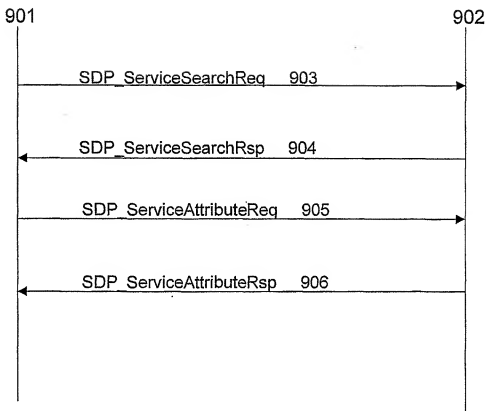 901 902
SDP_ServiceSearchReq 903
SDP_ServiceSearchRsp 904
SDP_ServiceAttributeReq 905
SDP_ServiceAttributeRsp 906